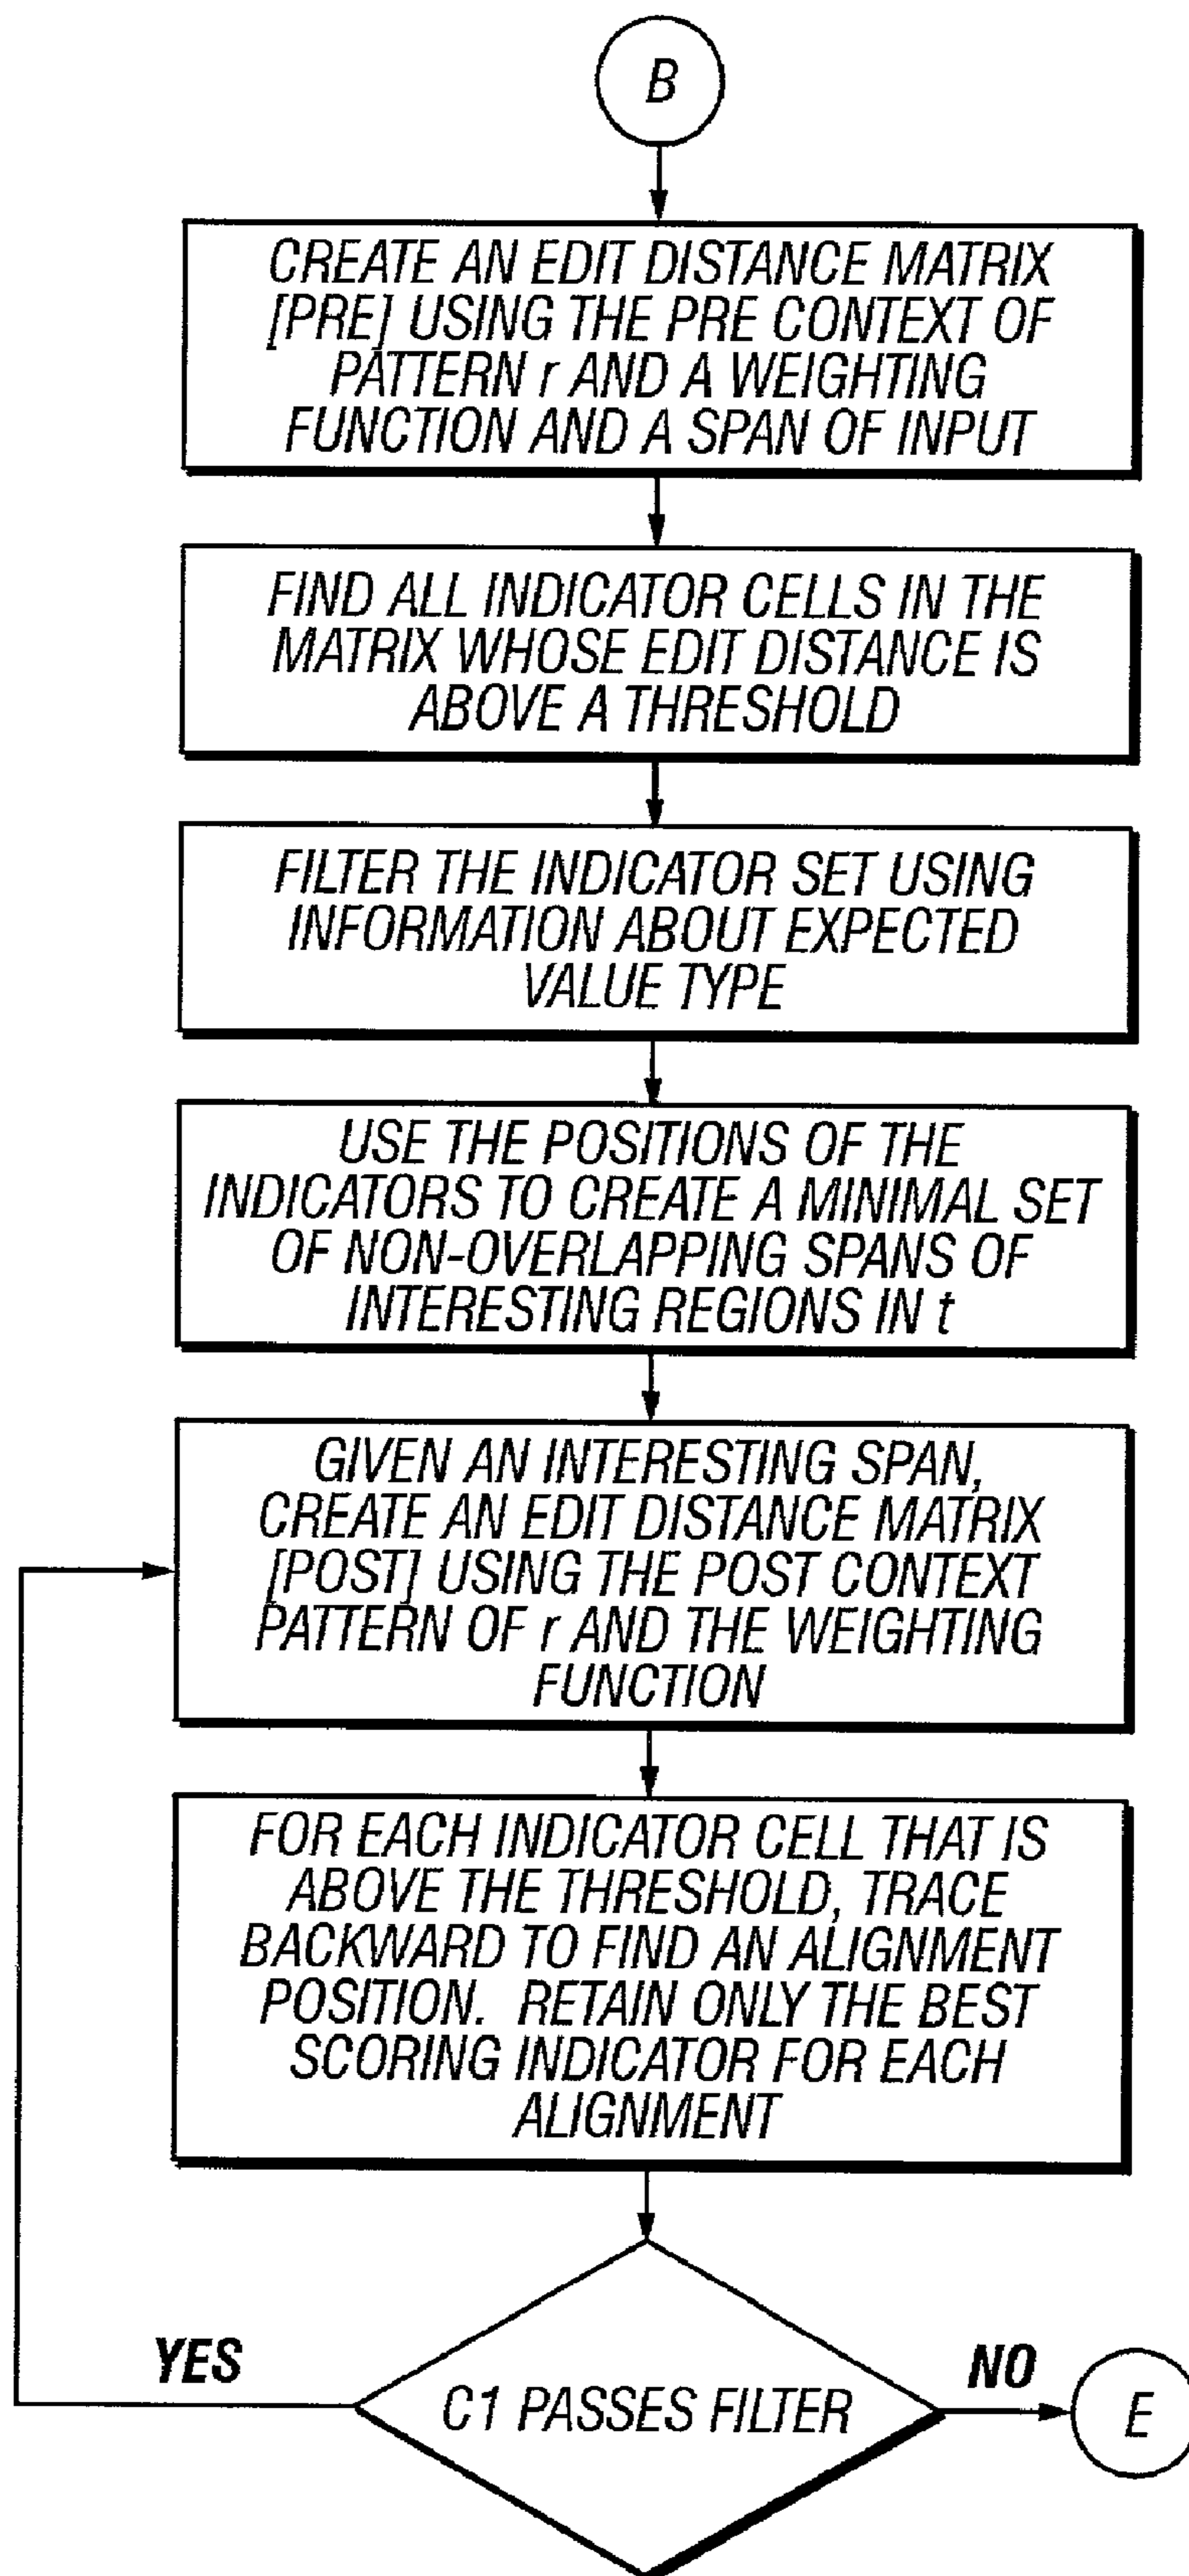 B
CREATE AN EDIT DISTANCE MATRIX
[PRE] USING THE PRE CONTEXT OF
PATTERN r AND A WEIGHTING
FUNCTION AND A SPAN OF INPUT
FIND ALL INDICATOR CELLS IN THE
MATRIX WHOSE EDIT DISTANCE IS
ABOVE A THRESHOLD
FILTER THE INDICATOR SET USING
INFORMATION ABOUT EXPECTED
VALUE TYPE
USE THE POSITIONS OF THE
INDICATORS TO CREATE A MINIMAL SET
OF NON-OVERLAPPING SPANS OF
INTERESTING REGIONS IN t
GIVEN AN INTERESTING SPAN,
CREATE AN EDIT DISTANCE MATRIX
[POST] USING THE POST CONTEXT
PATTERN OF r AND THE WEIGHTING
FUNCTION
FOR EACH INDICATOR CELL THAT IS
ABOVE THE THRESHOLD, TRACE
BACKWARD TO FIND AN ALIGNMENT
POSITION. RETAIN ONLY THE BEST
SCORING INDICATOR FOR EACH
ALIGNMENT
YES
C1 PASSES FILTER
NO
E